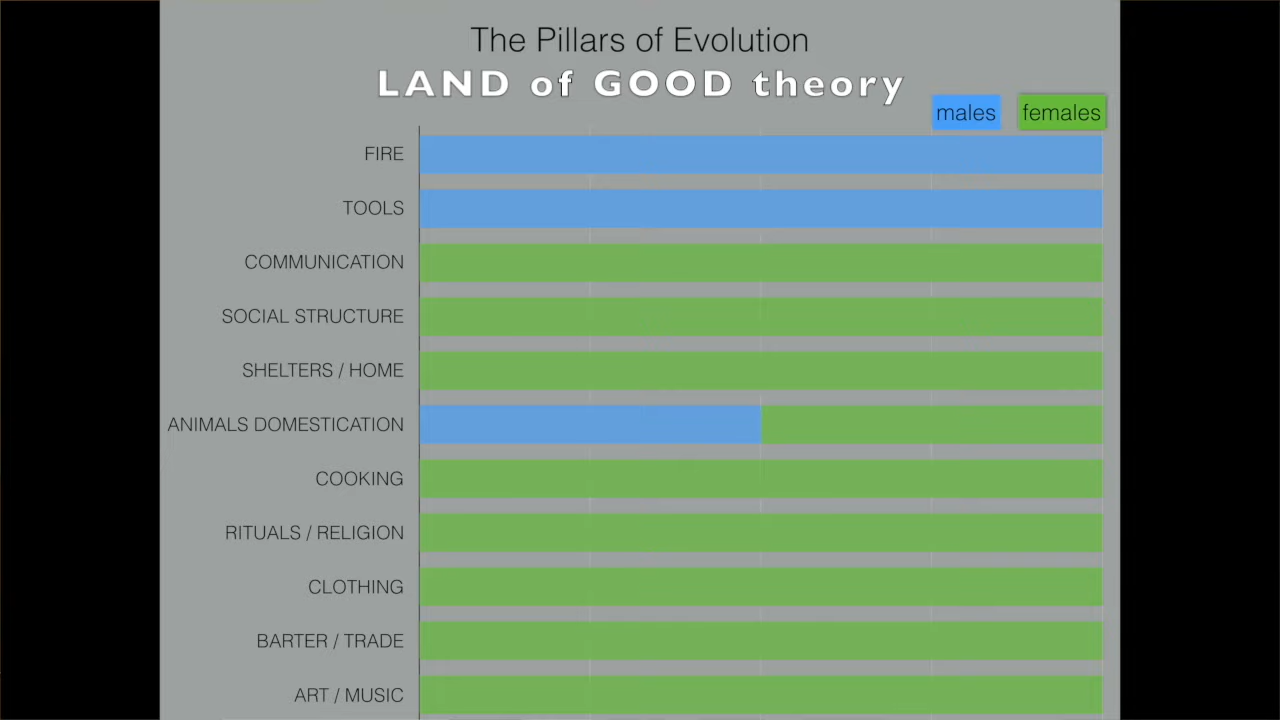 The Pillars of Evolution
LAND of GOOD theory
males females
FIRE
TOOLS
COMMUNICATION
SOCIAL STRUCTURE
SHELTERS / HOME
ANIMALS DOMESTICATION
COOKING
RITUALS / RELIGION
CLOTHING
BARTER / TRADE
ART / MUSIC